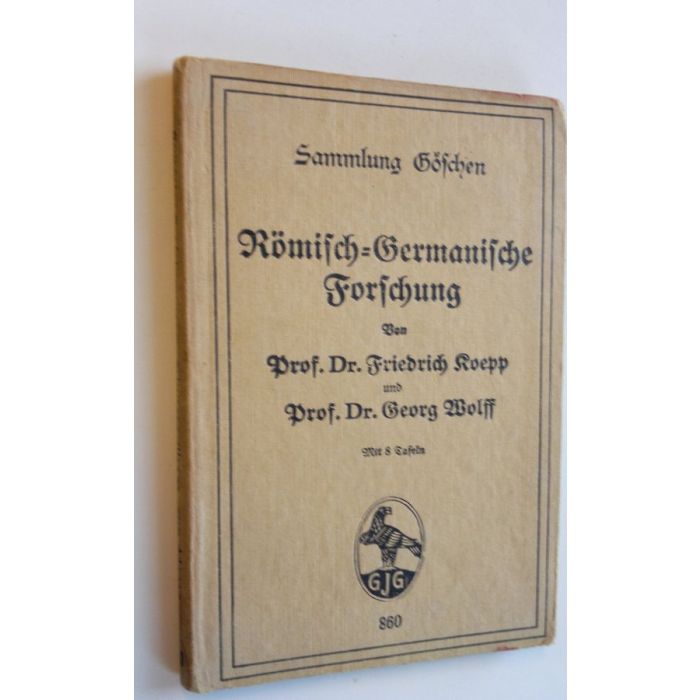 Sammlung Göschen
Römisch=Germanische
Forschung
Von
Prof. Dr. Friedrich Koepp
und
Prof. Dr. Georg Wolff
Mit 8 Tafeln
GJG
860